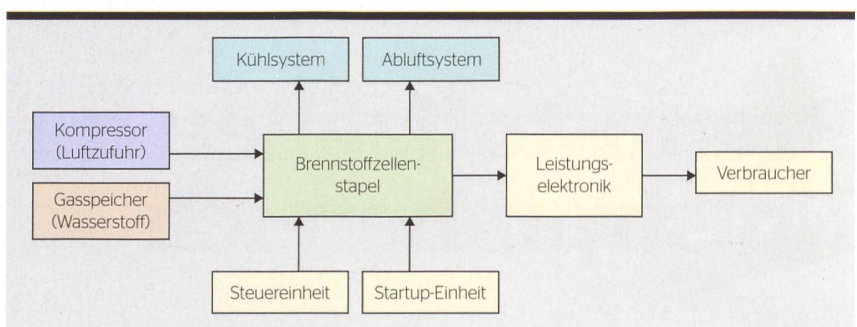 Kühlsystem
Abluftsystem
Kompressor
(Luftzufuhr)
Brennstoffzellen-
stapel
Leistungs-
elektronik
Verbraucher
Gasspeicher
(Wasserstoff)
Steuereinheit
Startup-Einheit